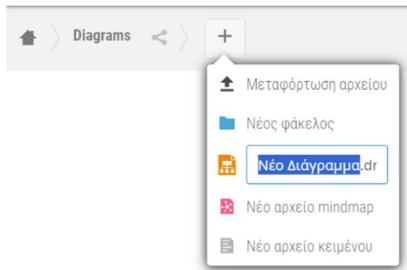 Diagrams
Μεταφόρτωση αρχείου
Νέος φάκελος
Νέο Διάγραμμα.dr
Νέο αρχείο mindmap
Νέο αρχείο κειμένου